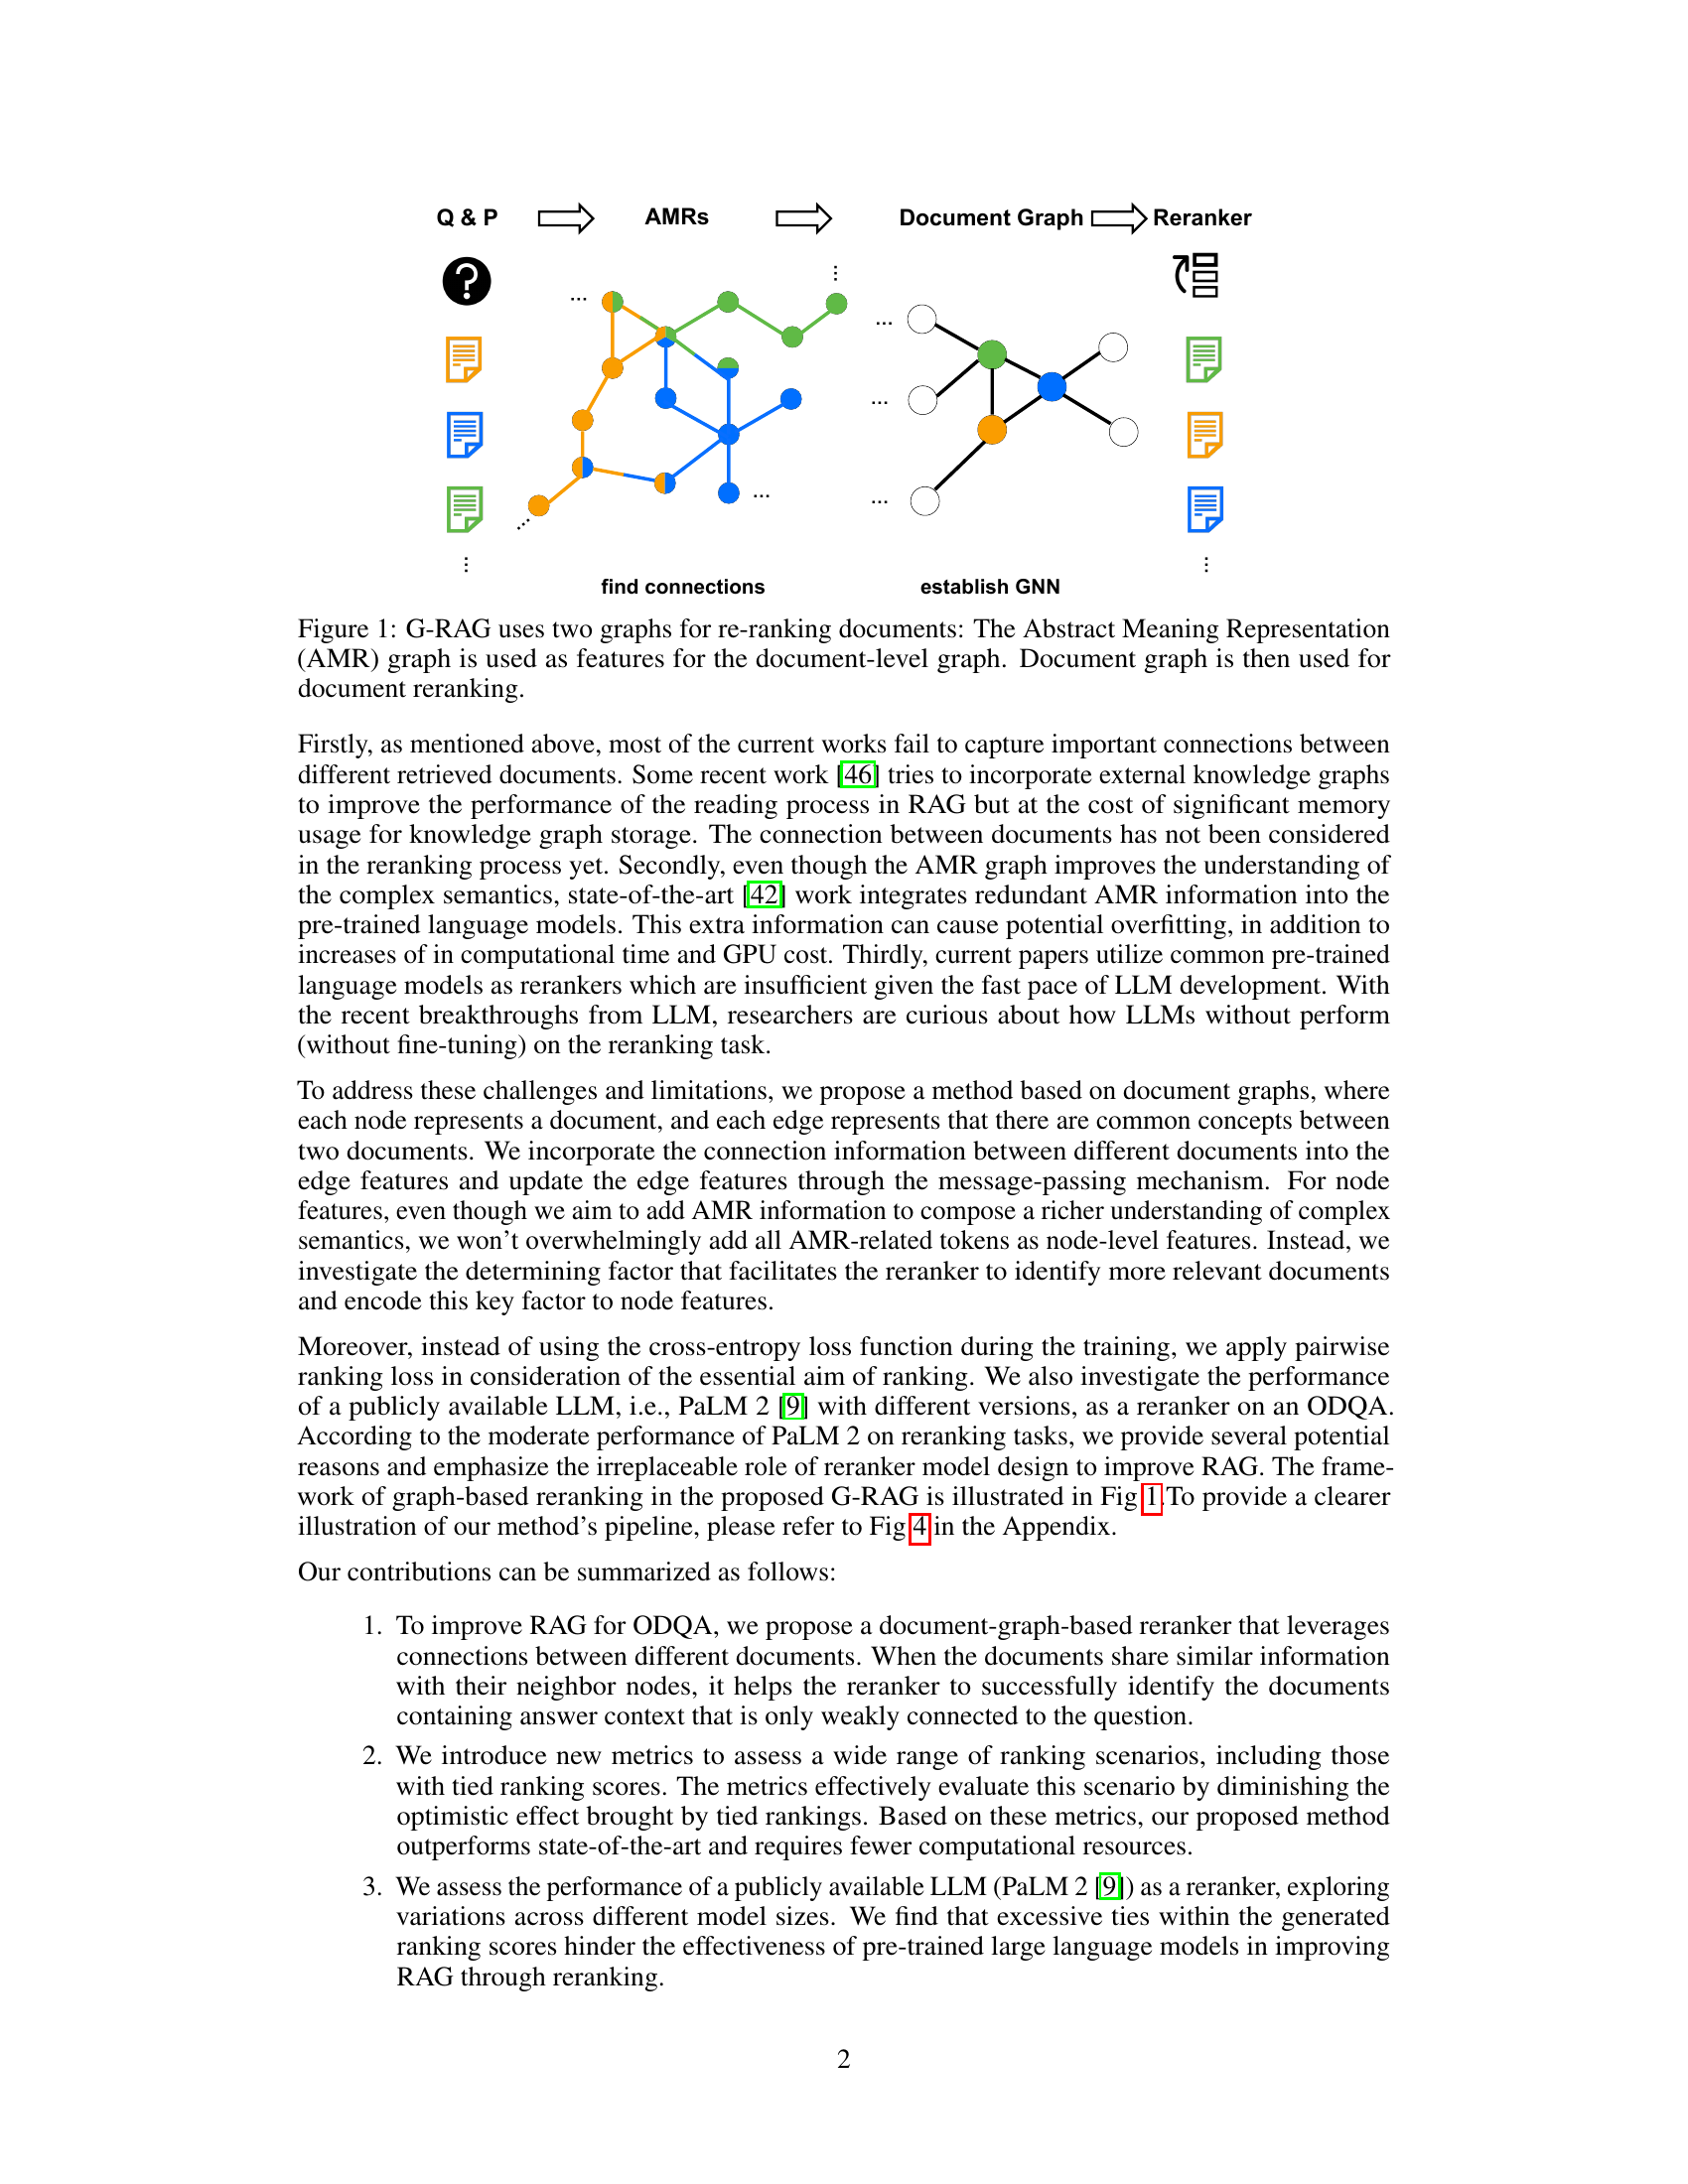 Q & P AMRs Document Graph Reranker
?
...
...
...
...
...
...
...
...
...
find connections establish GNN
Figure 1: G-RAG uses two graphs for re-ranking documents: The Abstract Meaning Representation
(AMR) graph is used as features for the document-level graph. Document graph is then used for
document reranking.
Firstly, as mentioned above, most of the current works fail to capture important connections between
different retrieved documents. Some recent work [46] tries to incorporate external knowledge graphs
to improve the performance of the reading process in RAG but at the cost of significant memory
usage for knowledge graph storage. The connection between documents has not been considered
in the reranking process yet. Secondly, even though the AMR graph improves the understanding of
the complex semantics, state-of-the-art [42] work integrates redundant AMR information into the
pre-trained language models. This extra information can cause potential overfitting, in addition to
increases of in computational time and GPU cost. Thirdly, current papers utilize common pre-trained
language models as rerankers which are insufficient given the fast pace of LLM development. With
the recent breakthroughs from LLM, researchers are curious about how LLMs without perform
(without fine-tuning) on the reranking task.
To address these challenges and limitations, we propose a method based on document graphs, where
each node represents a document, and each edge represents that there are common concepts between
two documents. We incorporate the connection information between different documents into the
edge features and update the edge features through the message-passing mechanism. For node
features, even though we aim to add AMR information to compose a richer understanding of complex
semantics, we won't overwhelmingly add all AMR-related tokens as node-level features. Instead, we
investigate the determining factor that facilitates the reranker to identify more relevant documents
and encode this key factor to node features.
Moreover, instead of using the cross-entropy loss function during the training, we apply pairwise
ranking loss in consideration of the essential aim of ranking. We also investigate the performance
of a publicly available LLM, i.e., PaLM 2 [9] with different versions, as a reranker on an ODQA.
According to the moderate performance of PaLM 2 on reranking tasks, we provide several potential
reasons and emphasize the irreplaceable role of reranker model design to improve RAG. The frame-
work of graph-based reranking in the proposed G-RAG is illustrated in Fig 1.To provide a clearer
illustration of our method's pipeline, please refer to Fig 4 in the Appendix.
Our contributions can be summarized as follows:
1. To improve RAG for ODQA, we propose a document-graph-based reranker that leverages
connections between different documents. When the documents share similar information
with their neighbor nodes, it helps the reranker to successfully identify the documents
containing answer context that is only weakly connected to the question.
2. We introduce new metrics to assess a wide range of ranking scenarios, including those
with tied ranking scores. The metrics effectively evaluate this scenario by diminishing the
optimistic effect brought by tied rankings. Based on these metrics, our proposed method
outperforms state-of-the-art and requires fewer computational resources.
3. We assess the performance of a publicly available LLM (PaLM 2 [9]) as a reranker, exploring
variations across different model sizes. We find that excessive ties within the generated
ranking scores hinder the effectiveness of pre-trained large language models in improving
RAG through reranking.
2